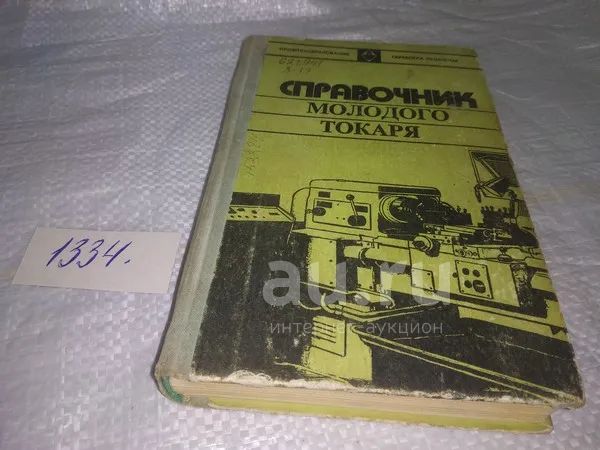 ПРОФТЕХОБРАЗОВАНИЕ
ОБРАБОТКА РЕЗАНИЕМ
СПРАВОЧНИК
МОЛОДОГО
ТОКАРЯ
1334.
au.ru
интернет-аукцион